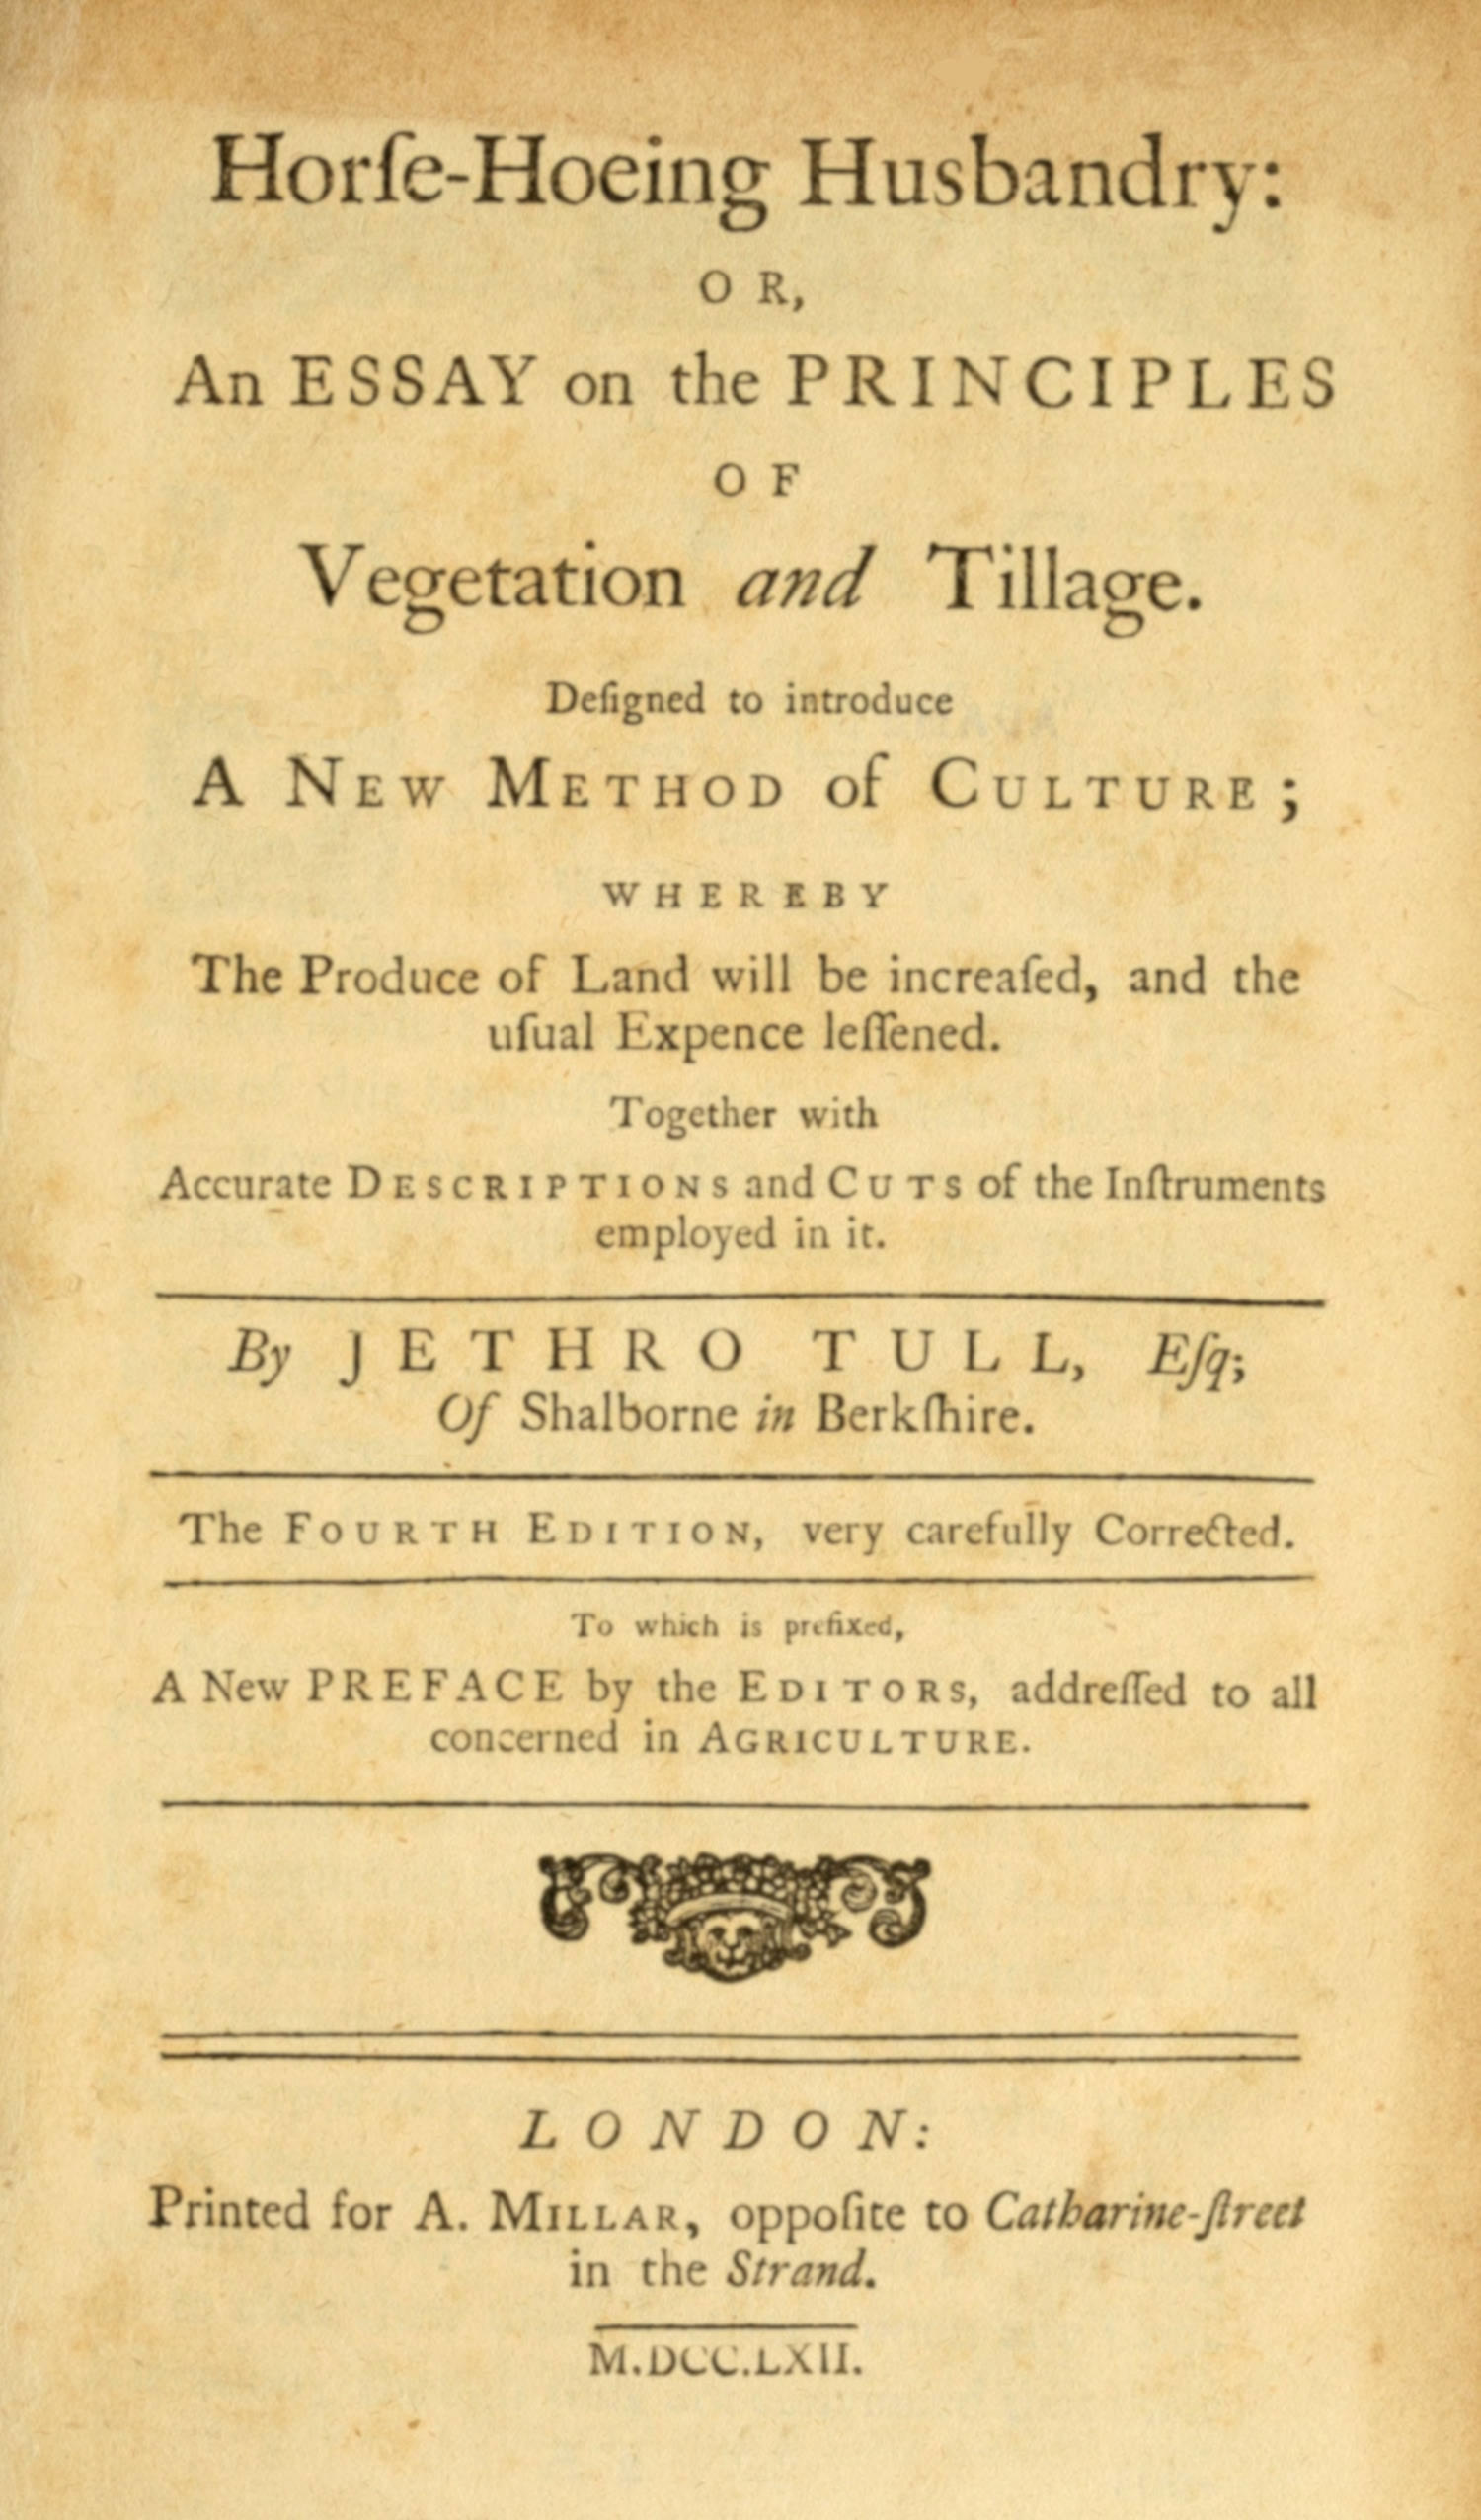 Horſe-Hoeing Husbandry:
OR,
An ESSAY on the PRINCIPLES
OF
Vegetation and Tillage.
Deſigned to introduce
A NEW METHOD of CULTURE;
WHEREBY
The Produce of Land will be increaſed, and the
uſual Expence leſſened.
Together with
Accurate DESCRIPTIONS and CUTS of the Inſtruments
employed in it.
By JETHRO TULL, Eſq;
Of Shalborne in Berkſhire.
The FOURTH EDITION, very carefully Corrected.
To which is prefixed,
A New PREFACE by the EDITORS, addreſſed to all
concerned in AGRICULTURE.
LONDON:
Printed for A. MILLAR, oppoſite to Catharine-ſtreet
in the Strand.
M.DCC.LXII.